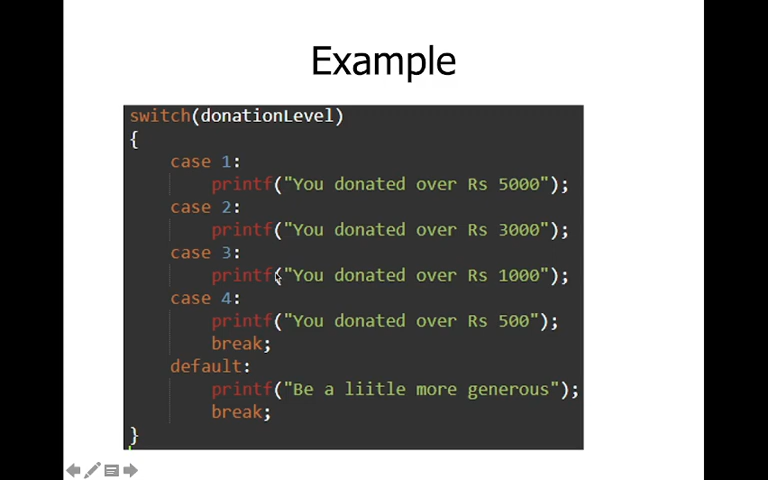 Example
switch(donationLevel)
{
case 1:
printf("You donated over Rs 5000");
case 2:
printf("You donated over Rs 3000");
case 3:
printf("You donated over Rs 1000");
case 4:
printf("You donated over Rs 500");
break;
default:
printf("Be a liitle more generous");
break;
}